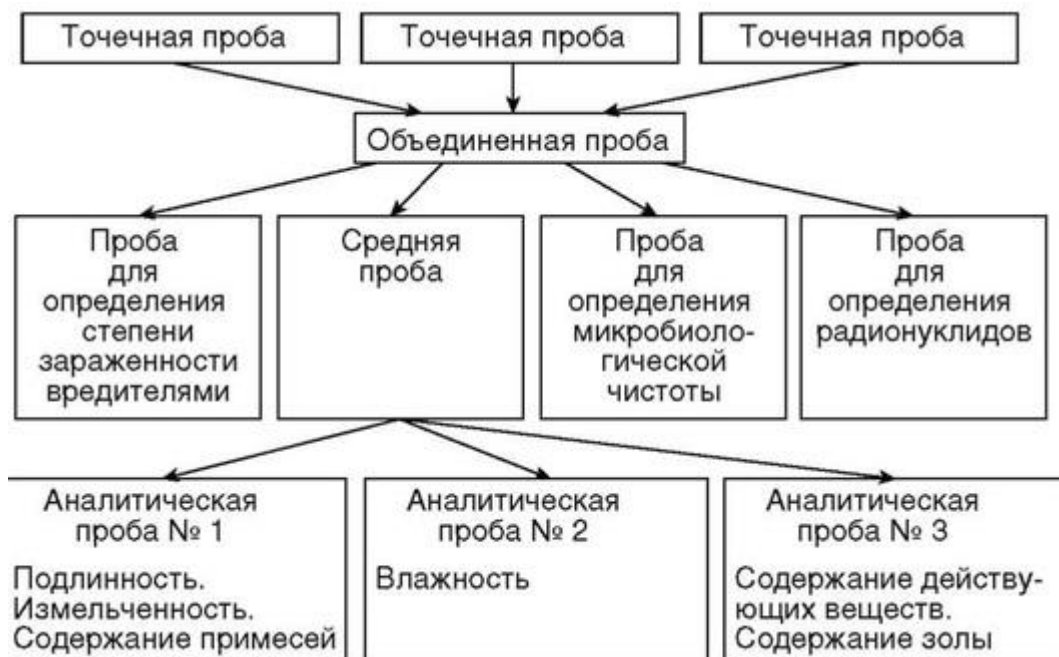 Точечная проба
Точечная проба
Точечная проба
Объединенная проба
Проба
для
определения
степени
зараженности
вредителями
Средняя
проба
Проба
для
определения
микробиоло-
гической
чистоты
Проба
для
определения
радионуклидов
Аналитическая
проба № 1
Подлинность.
Измельченность.
Содержание примесей
Аналитическая
проба № 2
Влажность
Аналитическая
проба № 3
Содержание действу-
ющих веществ.
Содержание золы